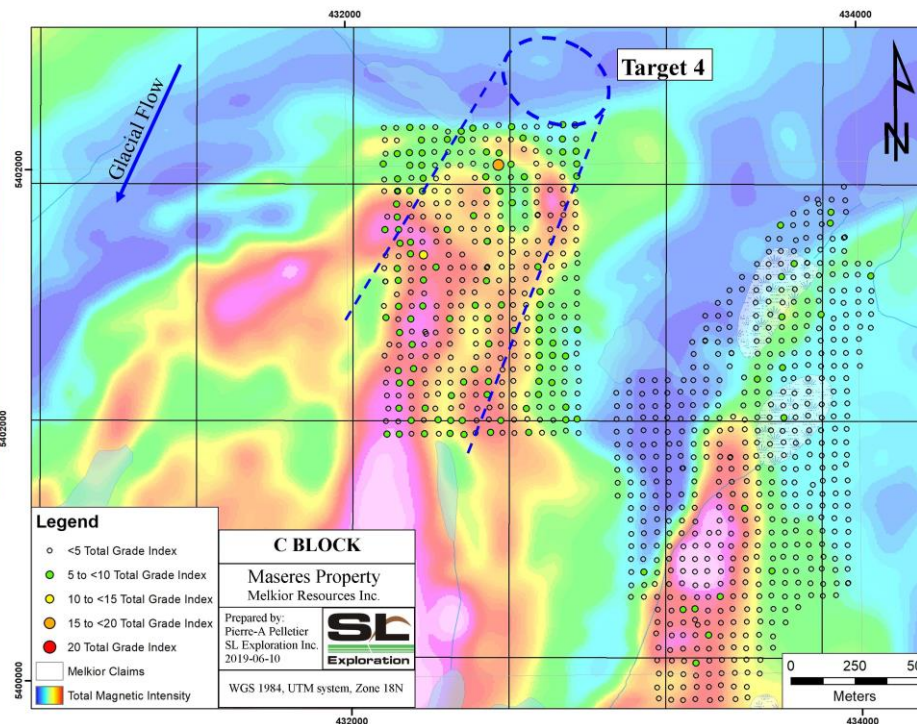 432000
434000
Target 4
Glacial Flow
N
5402000
5402000
5402000
5400000
5400000
Legend
<5 Total Grade Index
5 to <10 Total Grade Index
10 to <15 Total Grade Index
15 to <20 Total Grade Index
20 Total Grade Index
Melkior Claims
Total Magnetic Intensity
C BLOCK
Maseres Property
Melkior Resources Inc.
Prepared by:
Pierre-A Pelletier
SL Exploration Inc.
2019-06-10
SL
Exploration
WGS 1984, UTM system, Zone 18N
0 250 50
Meters
432000
434000